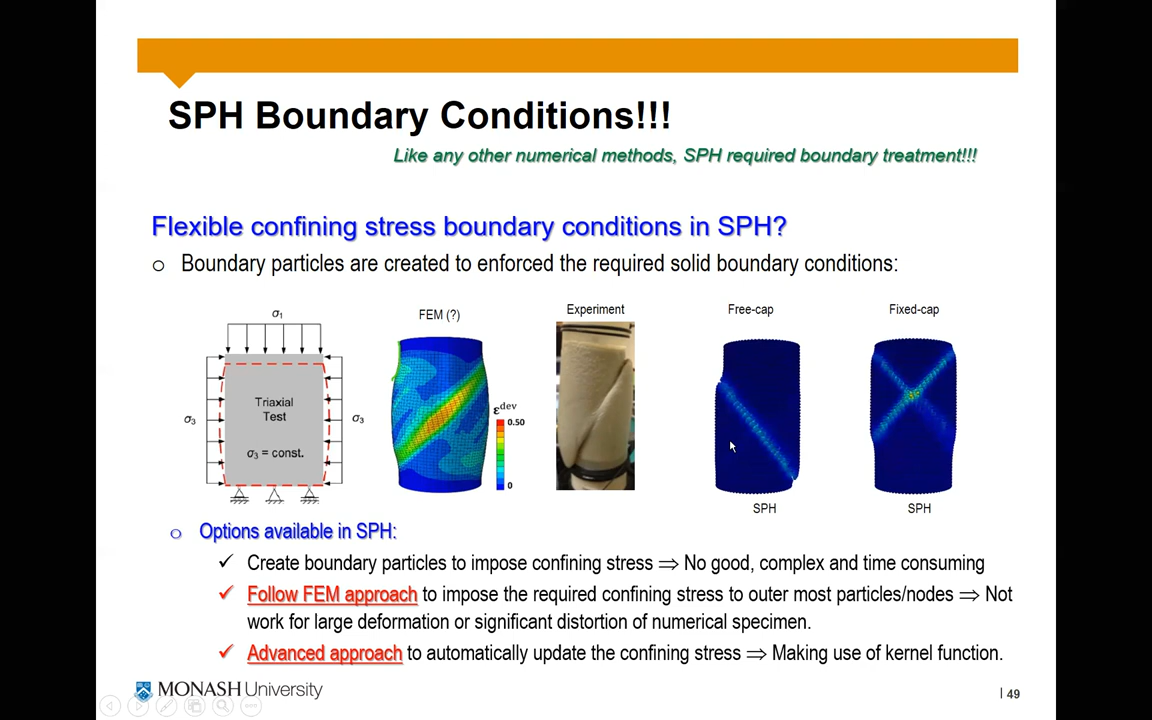 SPH Boundary Conditions!!!
Like any other numerical methods, SPH required boundary treatment!!!
Flexible confining stress boundary conditions in SPH?
o Boundary particles are created to enforced the required solid boundary conditions:
σ1
σ3
Triaxial
Test
σ3 = const.
σ3
FEM (?)
εdev
0.50
0
Experiment
Free-cap
SPH
Fixed-cap
SPH
o Options available in SPH:
✓ Create boundary particles to impose confining stress ⇒ No good, complex and time consuming
✓ Follow FEM approach to impose the required confining stress to outer most particles/nodes ⇒ Not
work for large deformation or significant distortion of numerical specimen.
✓ Advanced approach to automatically update the confining stress ⇒ Making use of kernel function.
MONASH University
| 49